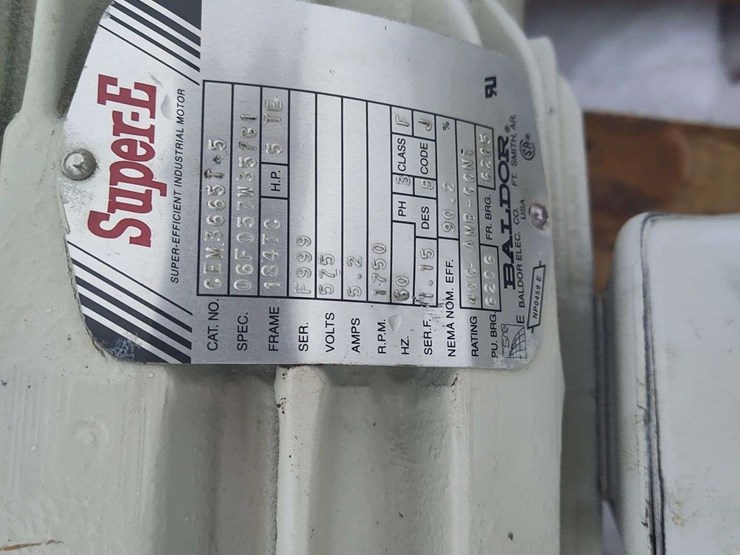 Super-E
SUPER-EFFICIENT INDUSTRIAL MOTOR
CAT. NO. CEM3665T-5
SPEC. 06F057W357G1
FRAME 184TC H.P. 5 TE
SER. F999
VOLTS 575
AMPS 5.2
R.P.M. 1750
HZ. 60 PH 3 CLASS F
SER.F. 1.15 DES B CODE J
NEMA NOM. EFF. 90.2 %
RATING 40C AMB-CONT
PU. BRG. 6206 FR. BRG. 6205
BALDOR
BALDOR ELEC. CO. FT. SMITH, AR.
USA
NP0459 E